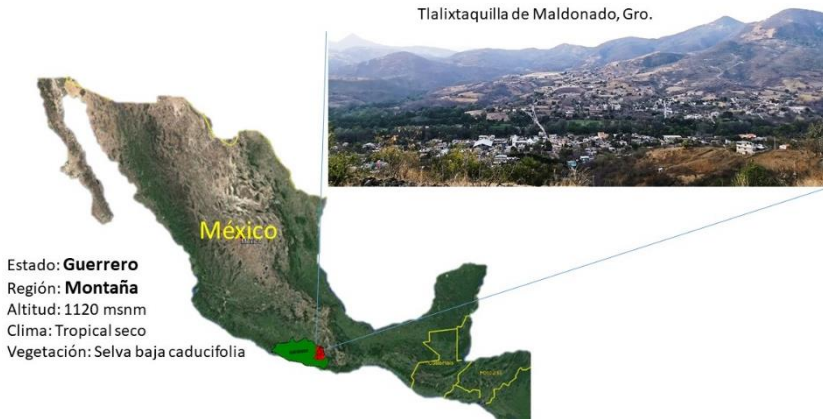 Tlalixtaquilla de Maldonado, Gro.
México
Estado: Guerrero
Región: Montaña
Altitud: 1120 msnm
Clima: Tropical seco
Vegetación: Selva baja caducifolia